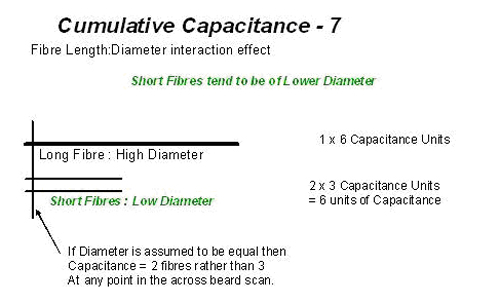 Cumulative Capacitance - 7
Fibre Length:Diameter interaction effect
Short Fibres tend to be of Lower Diameter
1 x 6 Capacitance Units
Long Fibre : High Diameter
2 x 3 Capacitance Units
= 6 units of Capacitance
Short Fibres : Low Diameter
If Diameter is assumed to be equal then
Capacitance = 2 fibres rather than 3
At any point in the across beard scan.